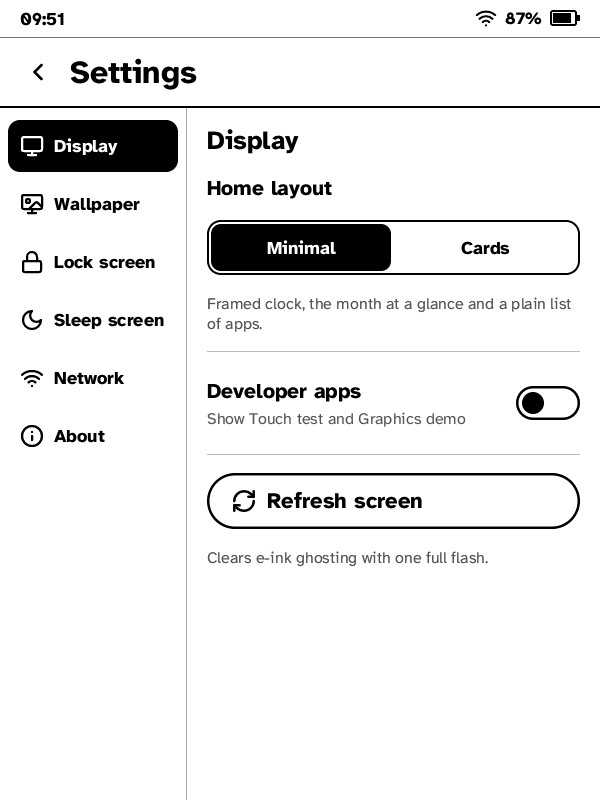 09:51
87%
Settings
Display
Wallpaper
Lock screen
Sleep screen
Network
About
Display
Home layout
Minimal
Cards
Framed clock, the month at a glance and a plain list
of apps.
Developer apps
Show Touch test and Graphics demo
Refresh screen
Clears e-ink ghosting with one full flash.